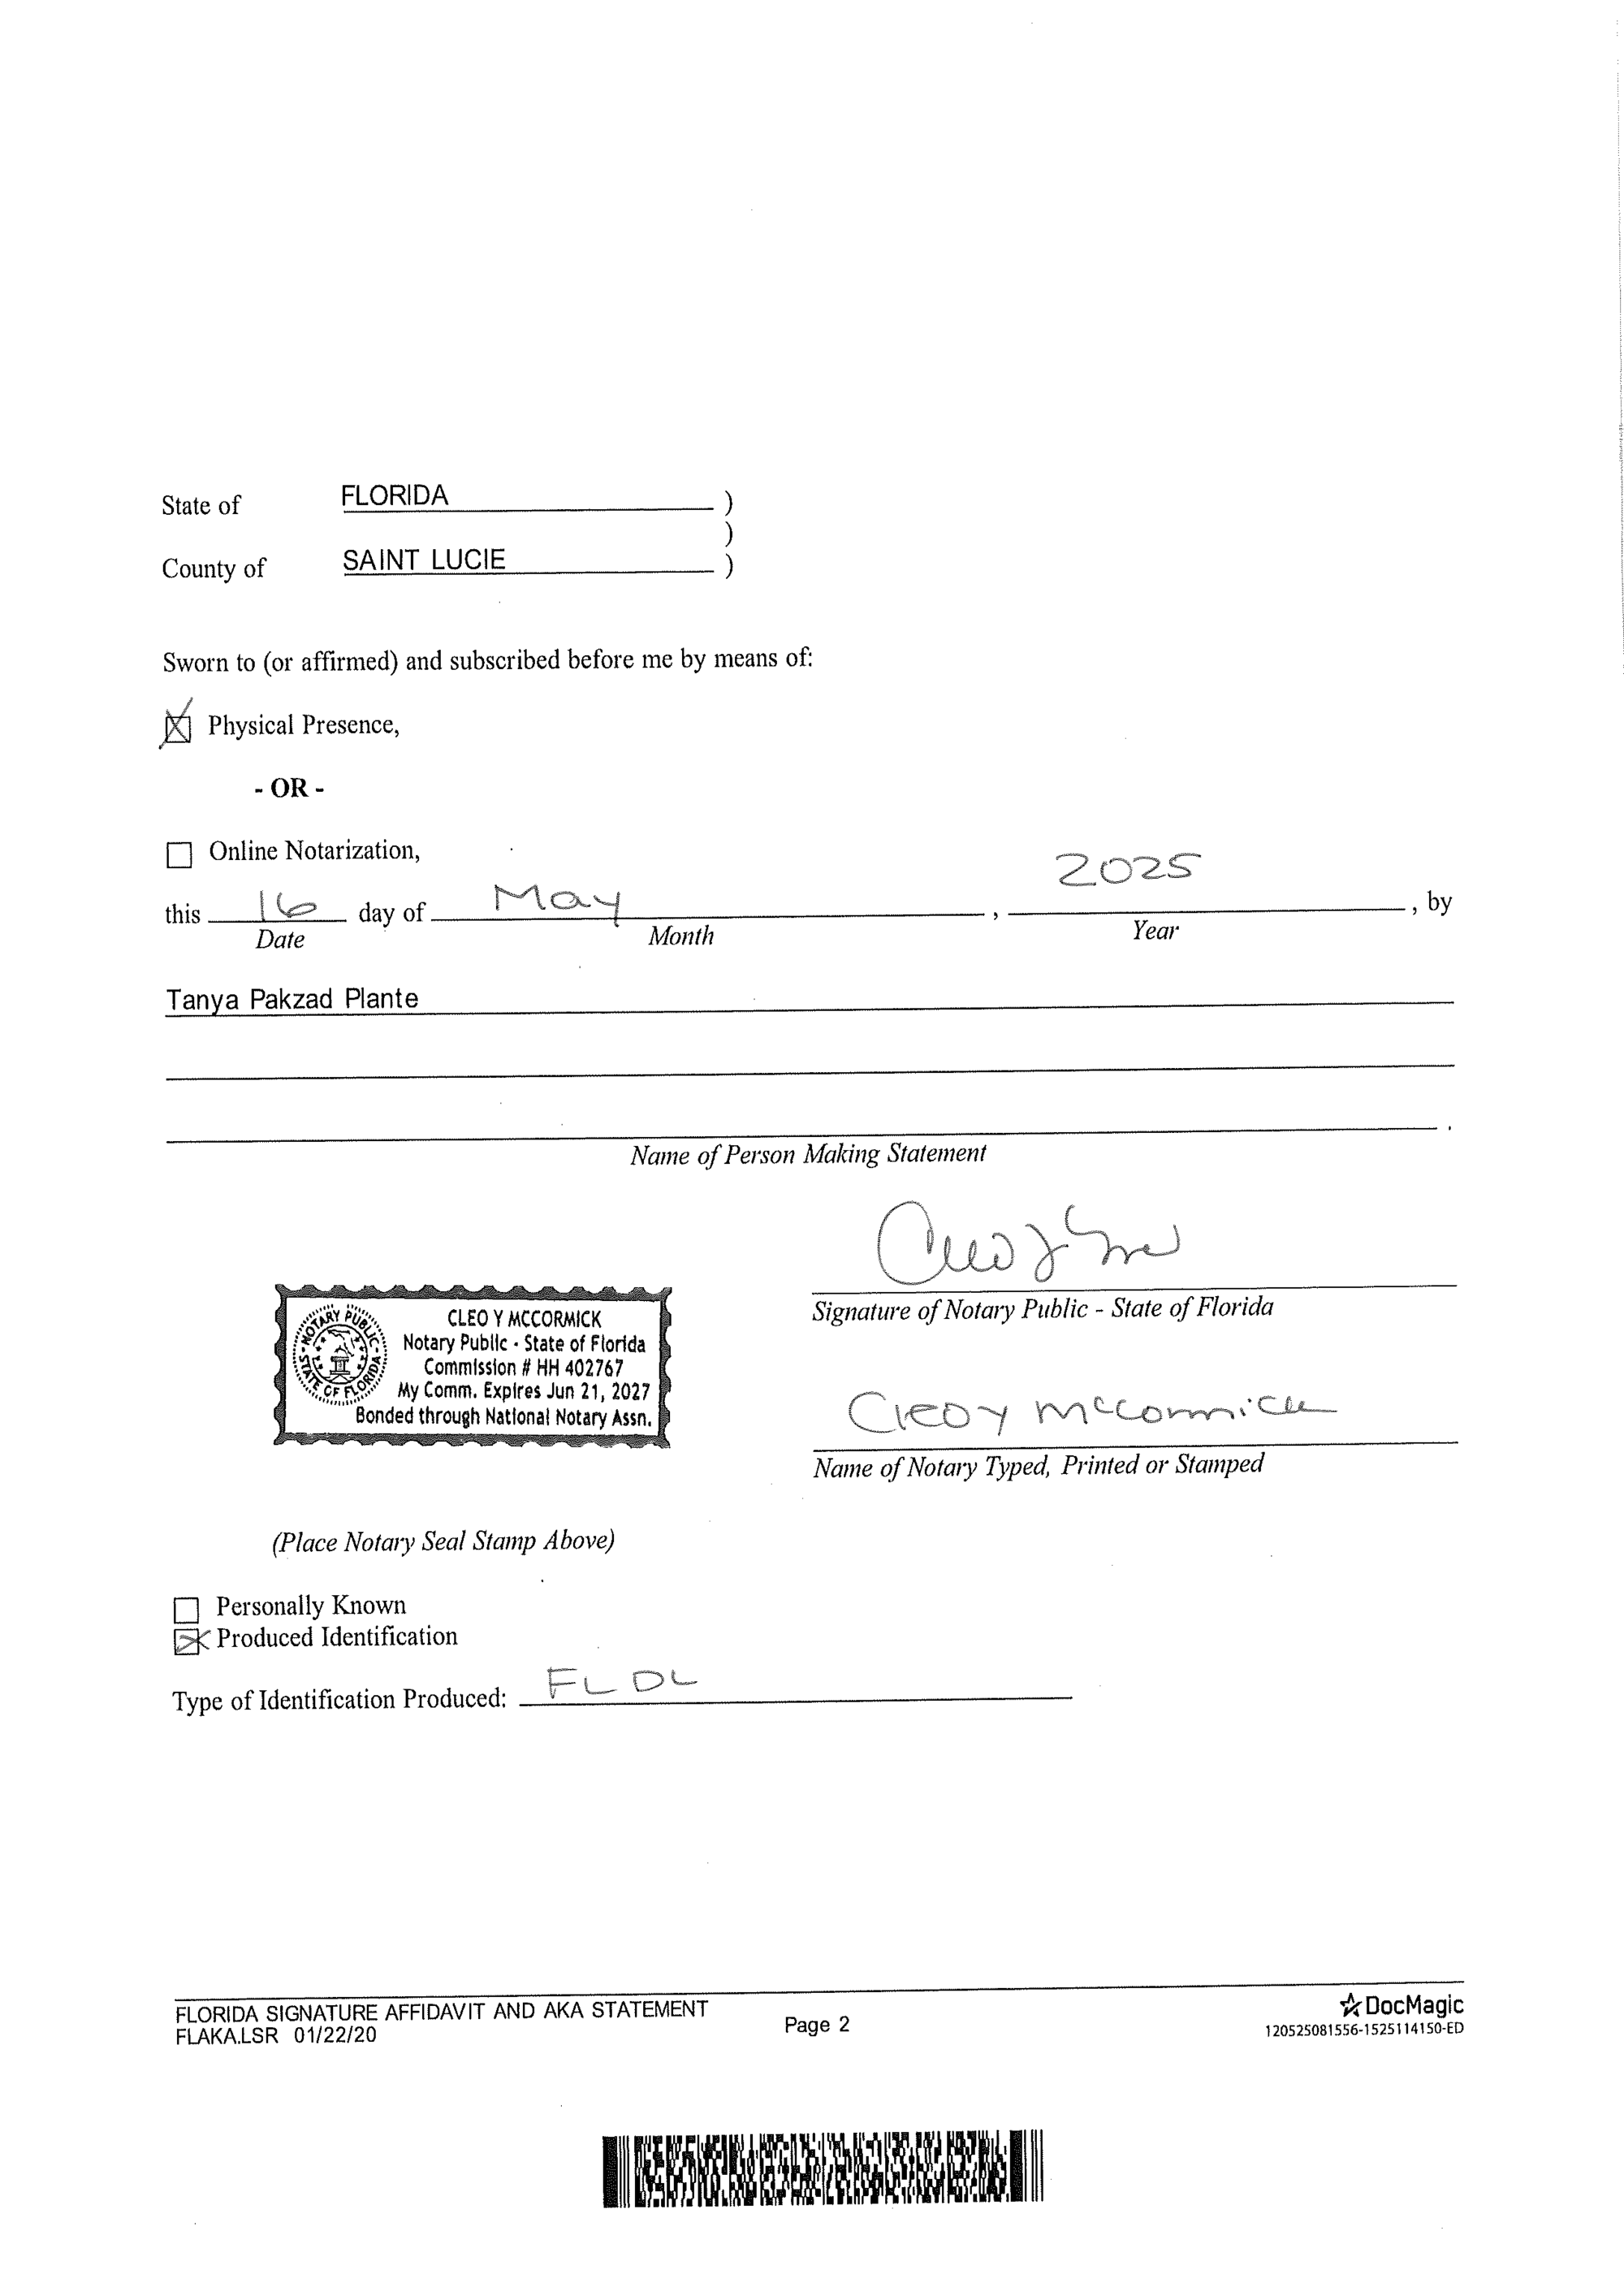 State of FLORIDA )
)
County of SAINT LUCIE )
Sworn to (or affirmed) and subscribed before me by means of:
Physical Presence,
- OR -
Online Notarization,
this 16 day of May , 2025 , by
Date Month Year
Tanya Pakzad Plante
.
Name of Person Making Statement
Signature of Notary Public - State of Florida
NOTARY PUBLIC
STATE OF FLORIDA
CLEO Y MCCORMICK
Notary Public - State of Florida
Commission # HH 402767
My Comm. Expires Jun 21, 2027
Bonded through National Notary Assn.
Cleo Y McCormick
Name of Notary Typed, Printed or Stamped
(Place Notary Seal Stamp Above)
Personally Known
Produced Identification
Type of Identification Produced: FL DL
FLORIDA SIGNATURE AFFIDAVIT AND AKA STATEMENT
FLAKA.LSR 01/22/20
Page 2
DocMagic
120525081556-1525114150-ED